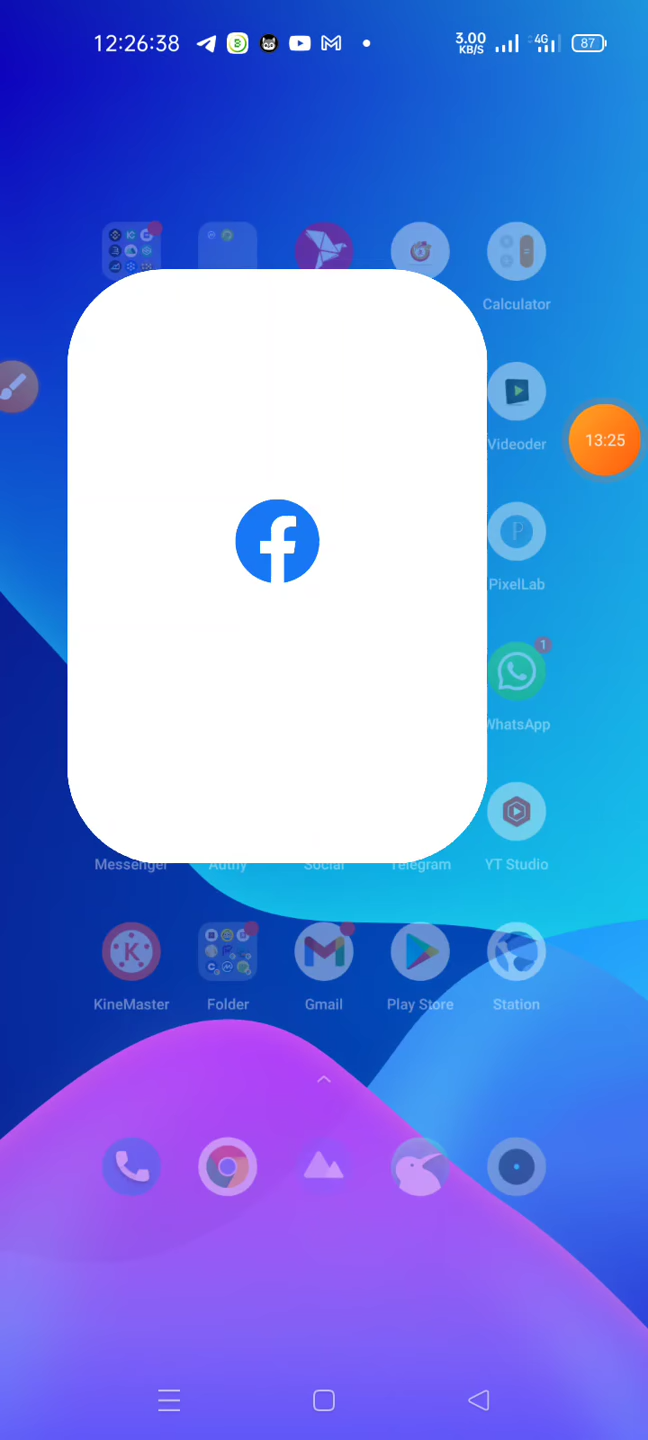 12:26:38
3.00 KB/S 4G 87
Calculator
13:25
Videoder
PixelLab
1
WhatsApp
Messenger Authy Social Telegram YT Studio
KineMaster Folder Gmail Play Store Station